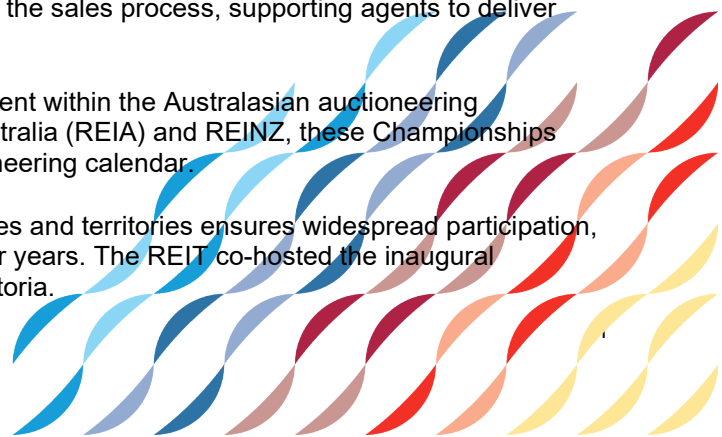 the sales process, supporting agents to deliver
ent within the Australasian auctioneering
tralia (REIA) and REINZ, these Championships
neering calendar.
es and territories ensures widespread participation,
r years. The REIT co-hosted the inaugural
toria.